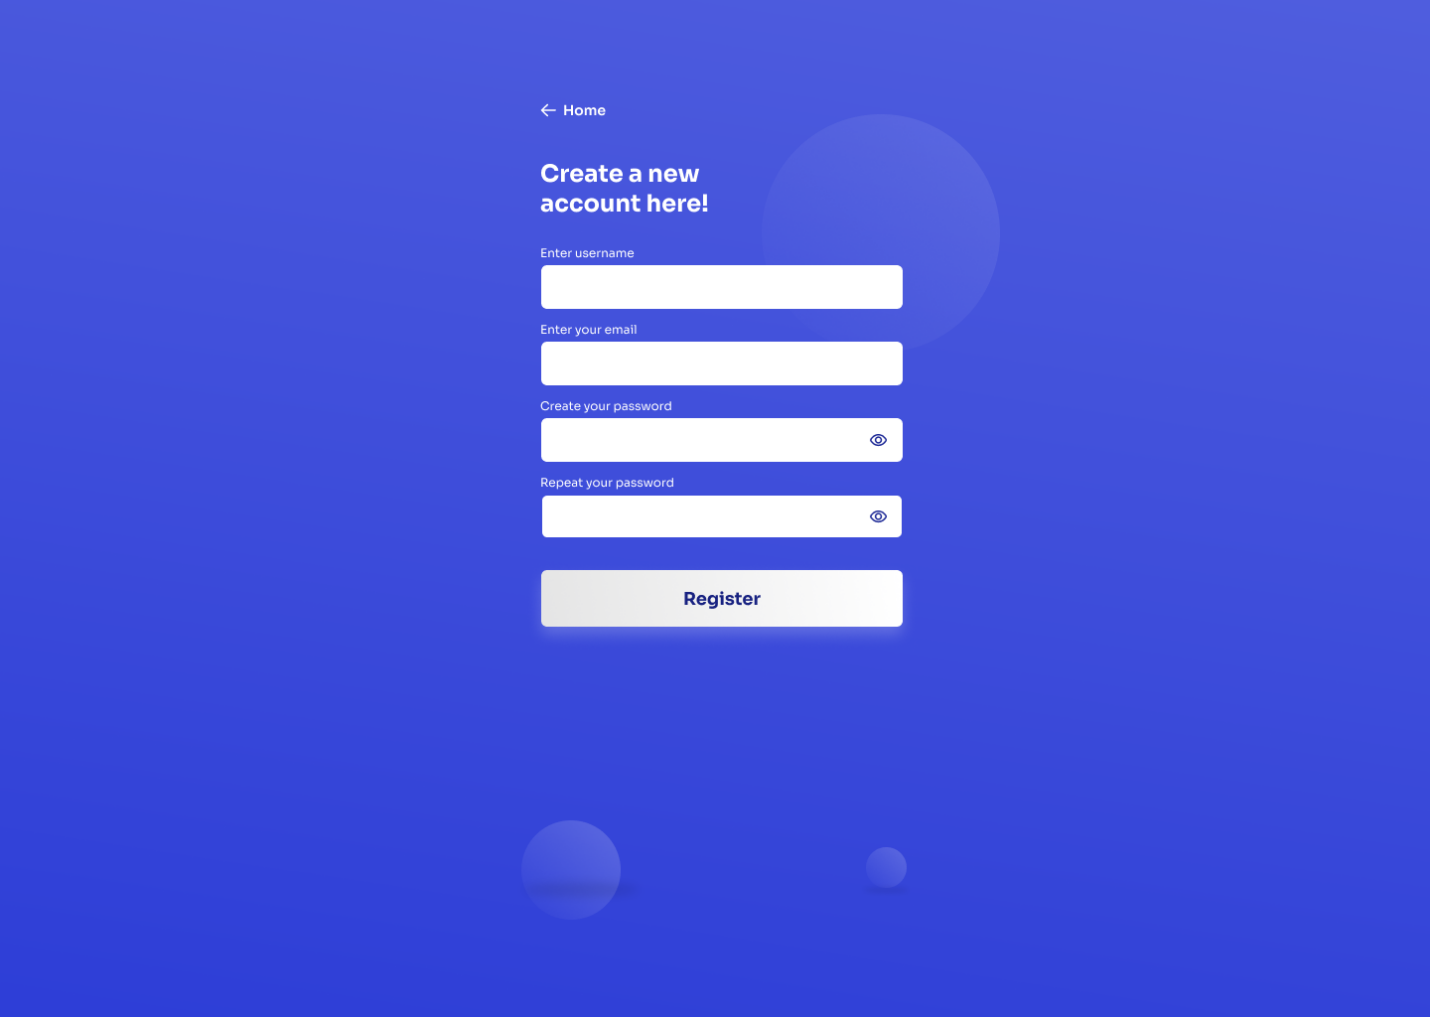 Home
Create a new
account here!
Enter username
Enter your email
Create your password
Repeat your password
Register